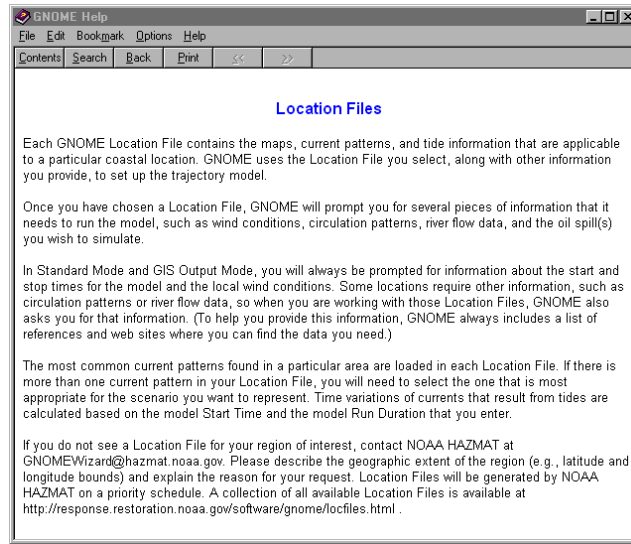 GNOME Help
File Edit Bookmark Options Help
Contents Search Back Print << >>
Location Files
Each GNOME Location File contains the maps, current patterns, and tide information that are applicable
to a particular coastal location. GNOME uses the Location File you select, along with other information
you provide, to set up the trajectory model.
Once you have chosen a Location File, GNOME will prompt you for several pieces of information that it
needs to run the model, such as wind conditions, circulation patterns, river flow data, and the oil spill(s)
you wish to simulate.
In Standard Mode and GIS Output Mode, you will always be prompted for information about the start and
stop times for the model and the local wind conditions. Some locations require other information, such as
circulation patterns or river flow data, so when you are working with those Location Files, GNOME also
asks you for that information. (To help you provide this information, GNOME always includes a list of
references and web sites where you can find the data you need.)
The most common current patterns found in a particular area are loaded in each Location File. If there is
more than one current pattern in your Location File, you will need to select the one that is most
appropriate for the scenario you want to represent. Time variations of currents that result from tides are
calculated based on the model Start Time and the model Run Duration that you enter.
If you do not see a Location File for your region of interest, contact NOAA HAZMAT at
GNOMEWizard@hazmat.noaa.gov. Please describe the geographic extent of the region (e.g., latitude and
longitude bounds) and explain the reason for your request. Location Files will be generated by NOAA
HAZMAT on a priority schedule. A collection of all available Location Files is available at
http://response.restoration.noaa.gov/software/gnome/locfiles.html .